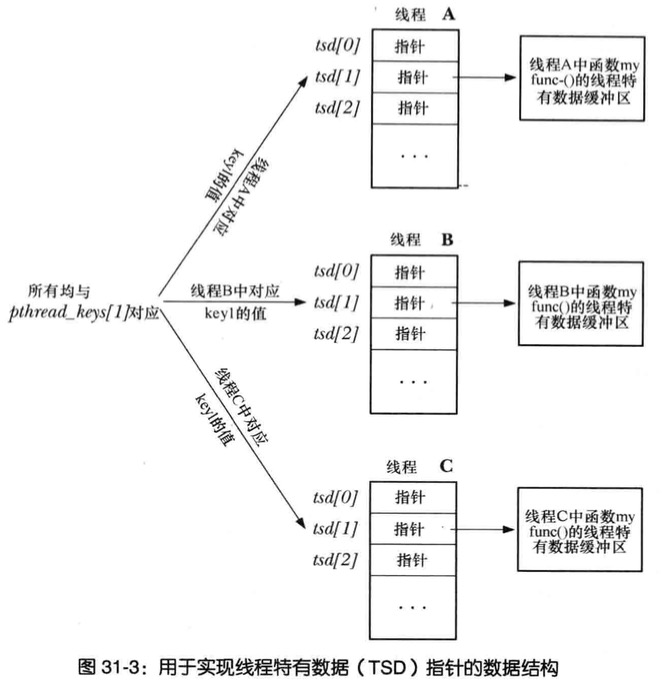 线程 A
tsd[0] 指针
tsd[1] 指针
tsd[2] 指针
. . .
线程A中函数my
func-()的线程特
有数据缓冲区
线程A中对应
key1的值
线程 B
tsd[0] 指针
tsd[1] 指针
tsd[2] 指针
. . .
线程B中函数my
func()的线程特
有数据缓冲区
所有均与
pthread_keys[1]对应
线程B中对应
key1的值
线程C中对应
key1的值
线程 C
tsd[0] 指针
tsd[1] 指针
tsd[2] 指针
. . .
线程C中函数my
func()的线程特
有数据缓冲区
图 31-3：用于实现线程特有数据（TSD）指针的数据结构